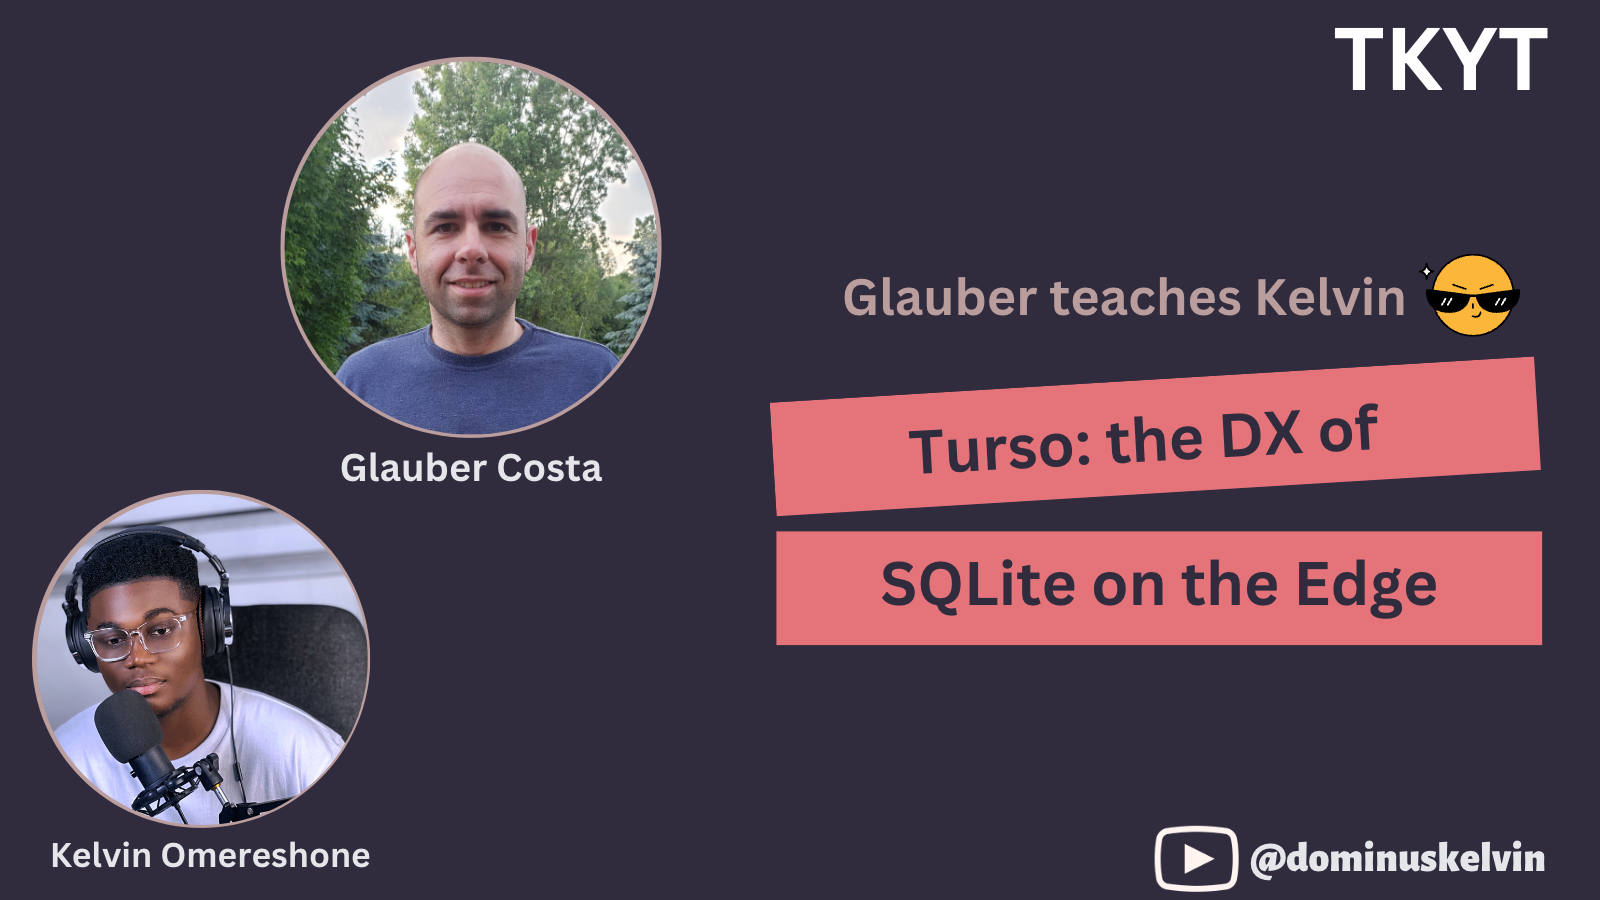 TKYT
Glauber Costa
Kelvin Omereshone
Glauber teaches Kelvin
Turso: the DX of
SQLite on the Edge
@dominuskelvin